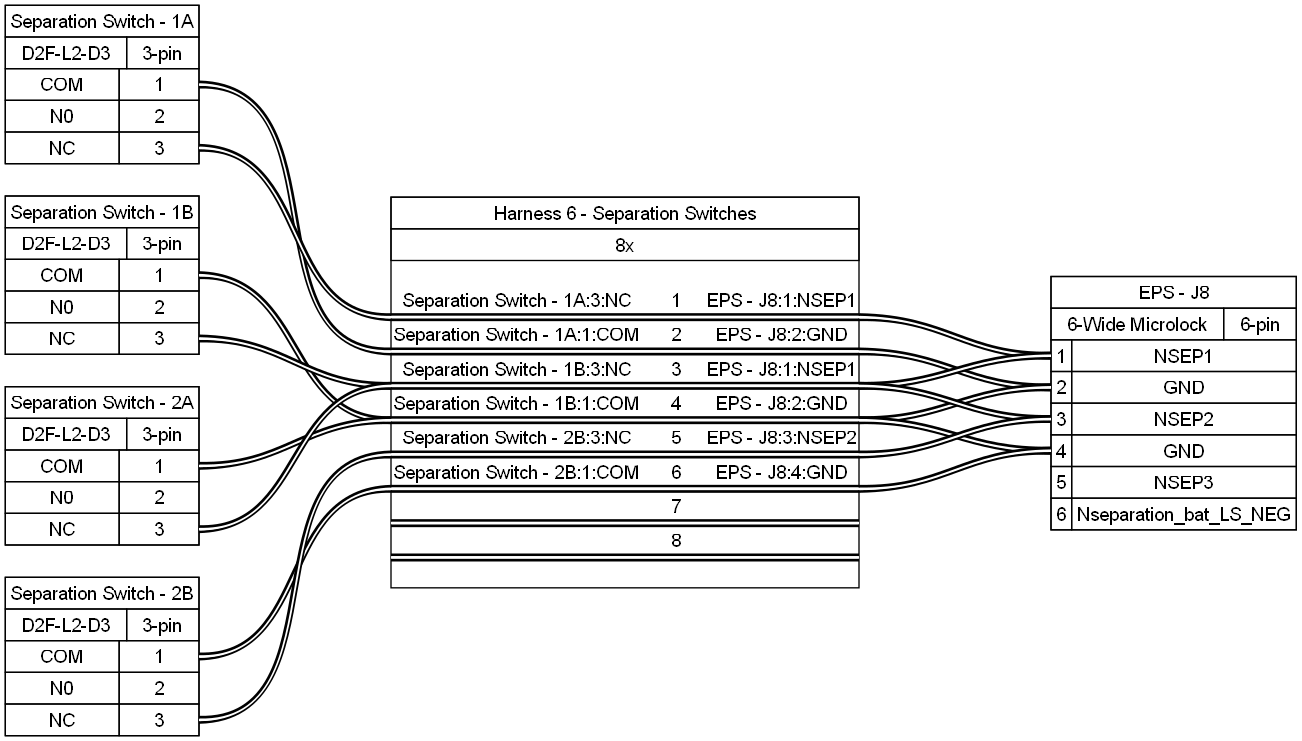 Separation Switch - 1A
D2F-L2-D3 3-pin
COM 1
N0 2
NC 3
Separation Switch - 1B
D2F-L2-D3 3-pin
COM 1
N0 2
NC 3
Separation Switch - 2A
D2F-L2-D3 3-pin
COM 1
N0 2
NC 3
Separation Switch - 2B
D2F-L2-D3 3-pin
COM 1
N0 2
NC 3
Harness 6 - Separation Switches
8x
Separation Switch - 1A:3:NC 1 EPS - J8:1:NSEP1
Separation Switch - 1A:1:COM 2 EPS - J8:2:GND
Separation Switch - 1B:3:NC 3 EPS - J8:1:NSEP1
Separation Switch - 1B:1:COM 4 EPS - J8:2:GND
Separation Switch - 2B:3:NC 5 EPS - J8:3:NSEP2
Separation Switch - 2B:1:COM 6 EPS - J8:4:GND
7
8
EPS - J8
6-Wide Microlock 6-pin
1 NSEP1
2 GND
3 NSEP2
4 GND
5 NSEP3
6 Nseparation_bat_LS_NEG